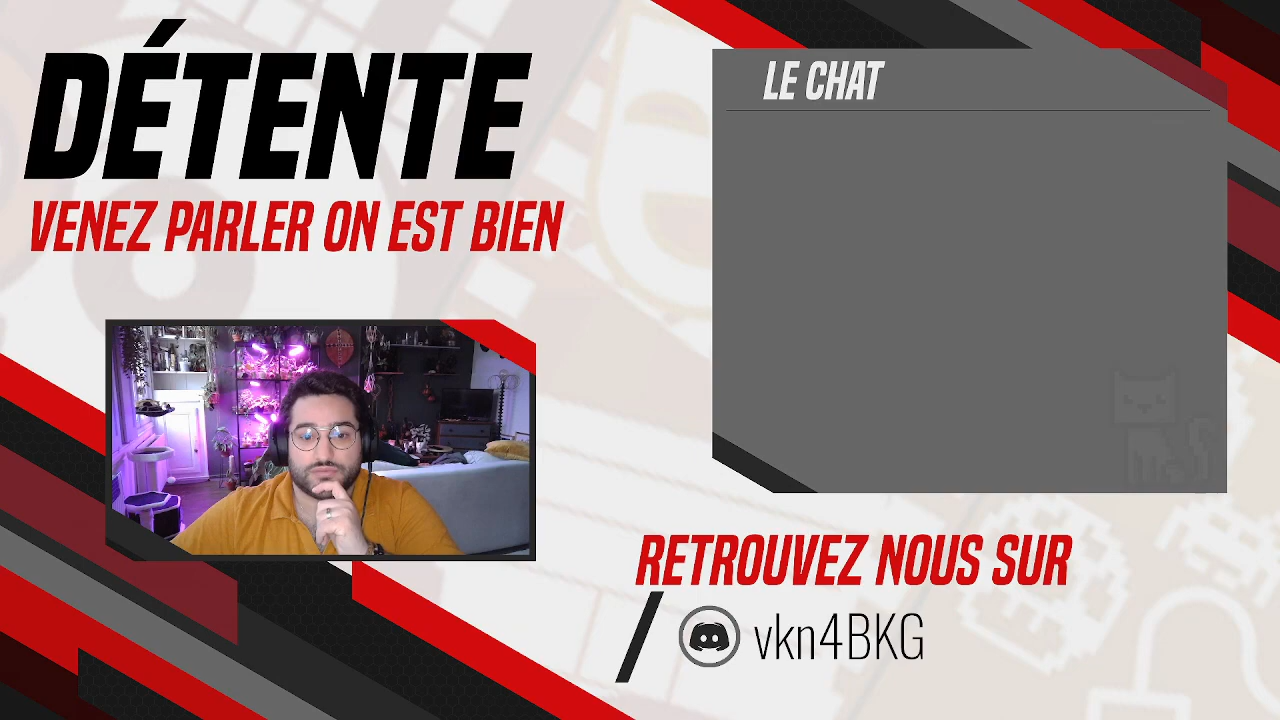 DÉTENTE
VENEZ PARLER ON EST BIEN
LE CHAT
RETROUVEZ NOUS SUR
vkn4BKG